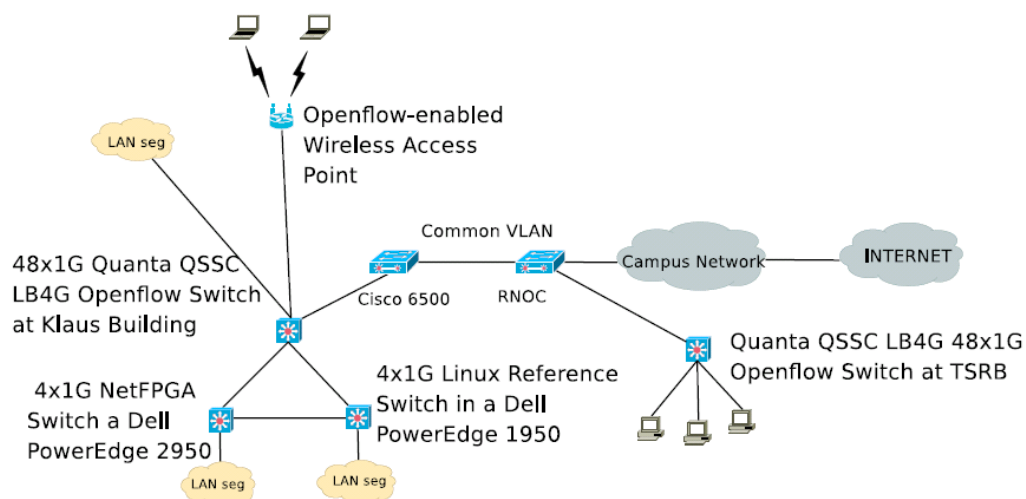 Openflow-enabled
Wireless Access
Point
LAN seg
Common VLAN
48x1G Quanta QSSC
LB4G Openflow Switch
at Klaus Building
Cisco 6500
RNOC
Campus Network
INTERNET
4x1G NetFPGA
Switch a Dell
PowerEdge 2950
4x1G Linux Reference
Switch in a Dell
PowerEdge 1950
Quanta QSSC LB4G 48x1G
Openflow Switch at TSRB
LAN seg
LAN seg